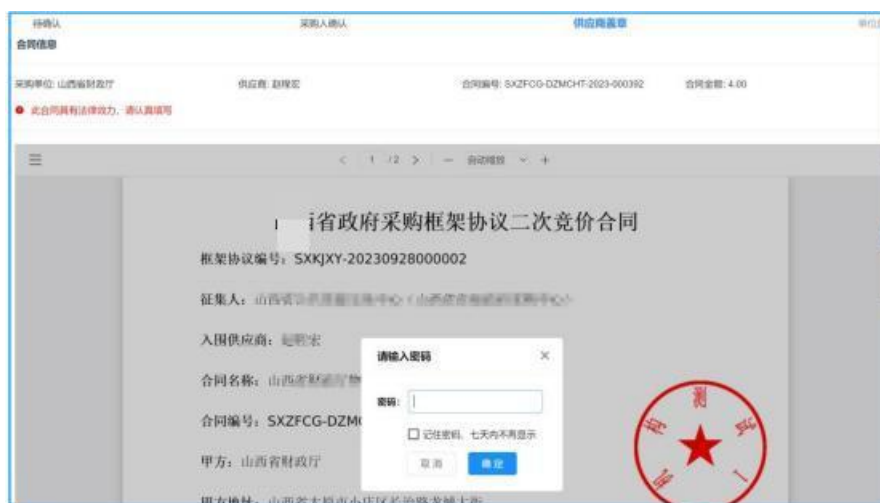 待确认 采购人确认 供应商盖章
合同信息
采购单位: 山西省财政厅 供应商: 合同编号: SXZFCG-DZMCHT-2023-000392 合同金额: 4.00
此合同具有法律效力，请认真填写
1 /2 自动缩放
省政府采购框架协议二次竞价合同
框架协议编号：SXKJXY-20230928000002
征集人：
入围供应商：
合同名称：山西省
合同编号：SXZFCG-DZM
甲方：山西省财政厅
请输入密码
密码：
记住密码，七天内不再显示
取消 确定
测试